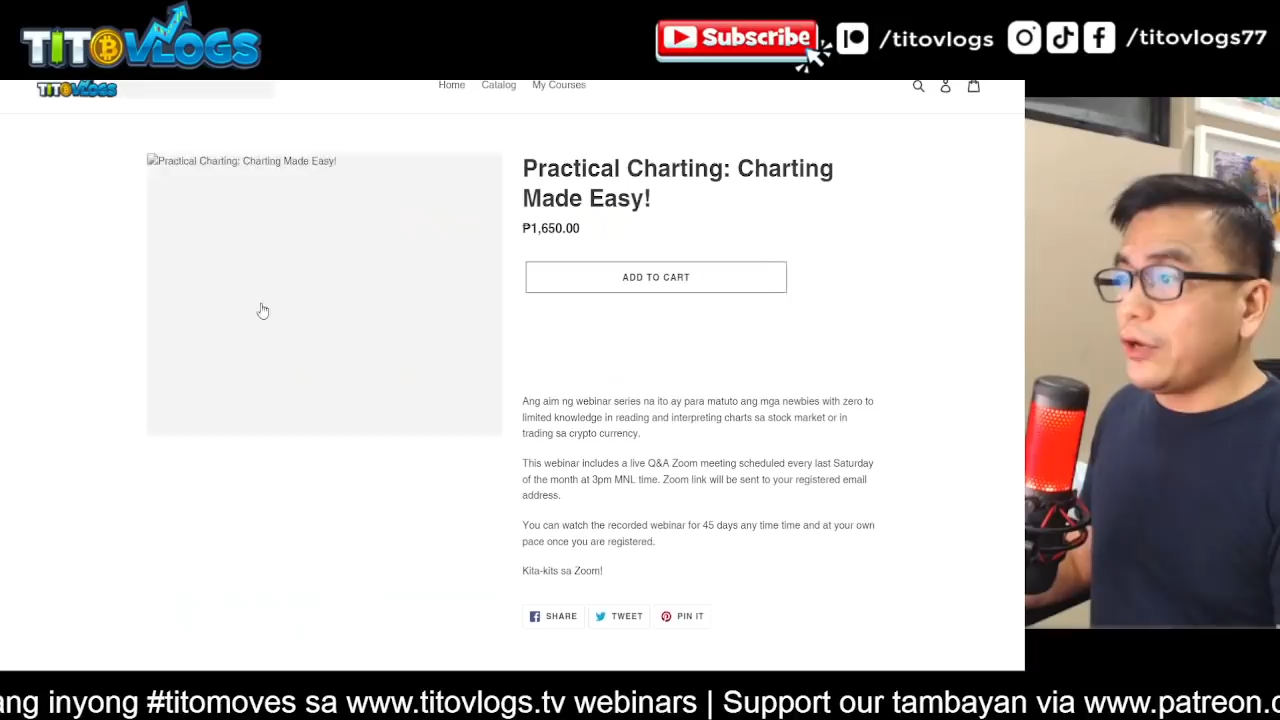 TITOVLOGS
Subscribe
/titovlogs
/titovlogs77
TITOVLOGS
Home
Catalog
My Courses
Practical Charting: Charting Made Easy!
Practical Charting: Charting
Made Easy!
₱1,650.00
ADD TO CART
Ang aim ng webinar series na ito ay para matuto ang mga newbies with zero to
limited knowledge in reading and interpreting charts sa stock market or in
trading sa crypto currency.
This webinar includes a live Q&A Zoom meeting scheduled every last Saturday
of the month at 3pm MNL time. Zoom link will be sent to your registered email
address.
You can watch the recorded webinar for 45 days any time time and at your own
pace once you are registered.
Kita-kits sa Zoom!
SHARE
TWEET
PIN IT
ang inyong #titomoves sa www.titovlogs.tv webinars | Support our tambayan via www.patreon.c